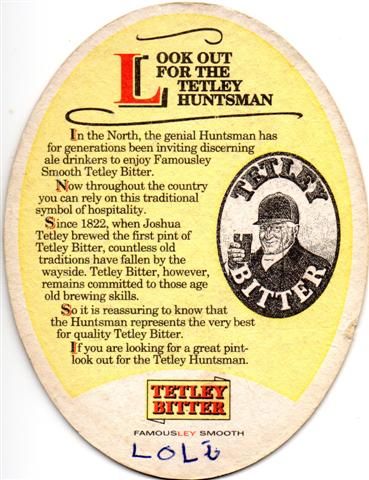 LOOK OUT
FOR THE
TETLEY
HUNTSMAN
In the North, the genial Huntsman has
for generations been inviting discerning
ale drinkers to enjoy Famousley
Smooth Tetley Bitter.
Now throughout the country
you can rely on this traditional
symbol of hospitality.
Since 1822, when Joshua
Tetley brewed the first pint of
Tetley Bitter, countless old
traditions have fallen by the
wayside. Tetley Bitter, however,
remains committed to those age
old brewing skills.
So it is reassuring to know that
the Huntsman represents the very best
for quality Tetley Bitter.
If you are looking for a great pint-
look out for the Tetley Huntsman.
TETLEY
BITTER
TETLEY
BITTER
FAMOUSLEY SMOOTH